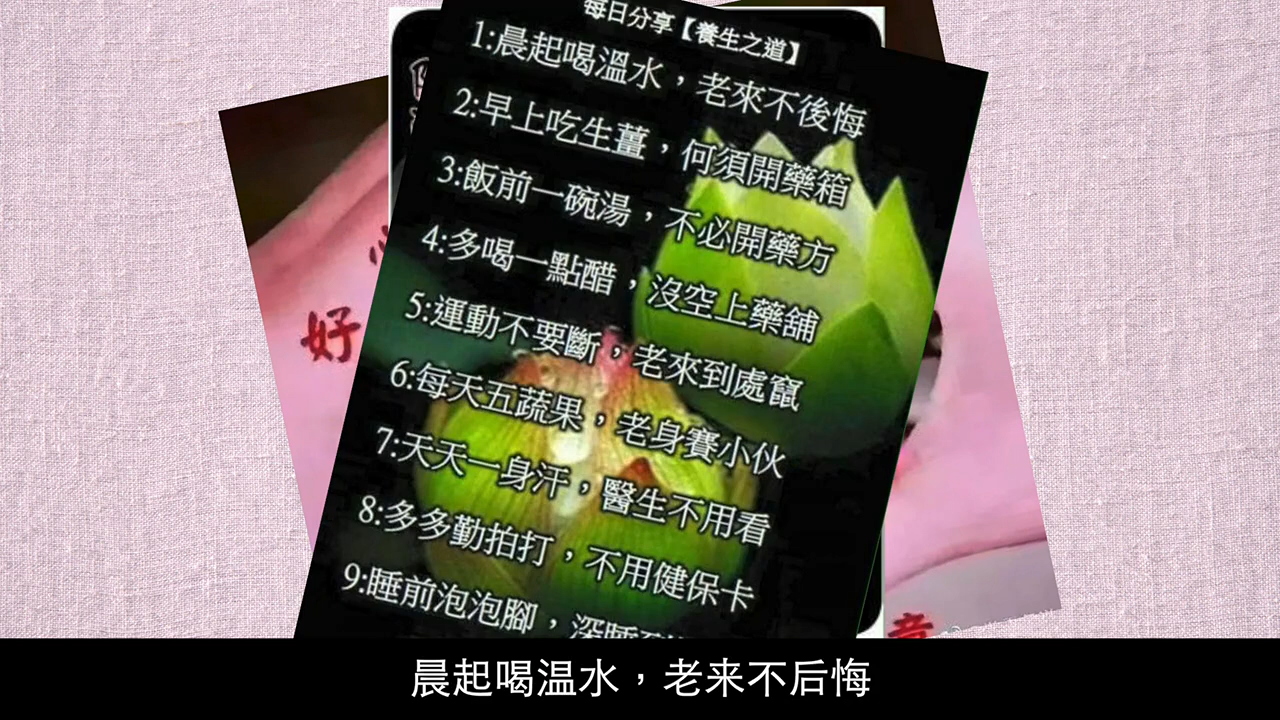 每日分享【養生之道】
1:晨起喝溫水，老來不後悔
2:早上吃生薑，何須開藥箱
3:飯前一碗湯，不必開藥方
4:多喝一點醋，沒空上藥舖
5:運動不要斷，老來到處竄
6:每天五蔬果，老身賽小伙
7:天天一身汗，醫生不用看
8:多多勤拍打，不用健保卡
9:睡前泡泡腳，深睡
好
意
晨起喝温水，老来不后悔